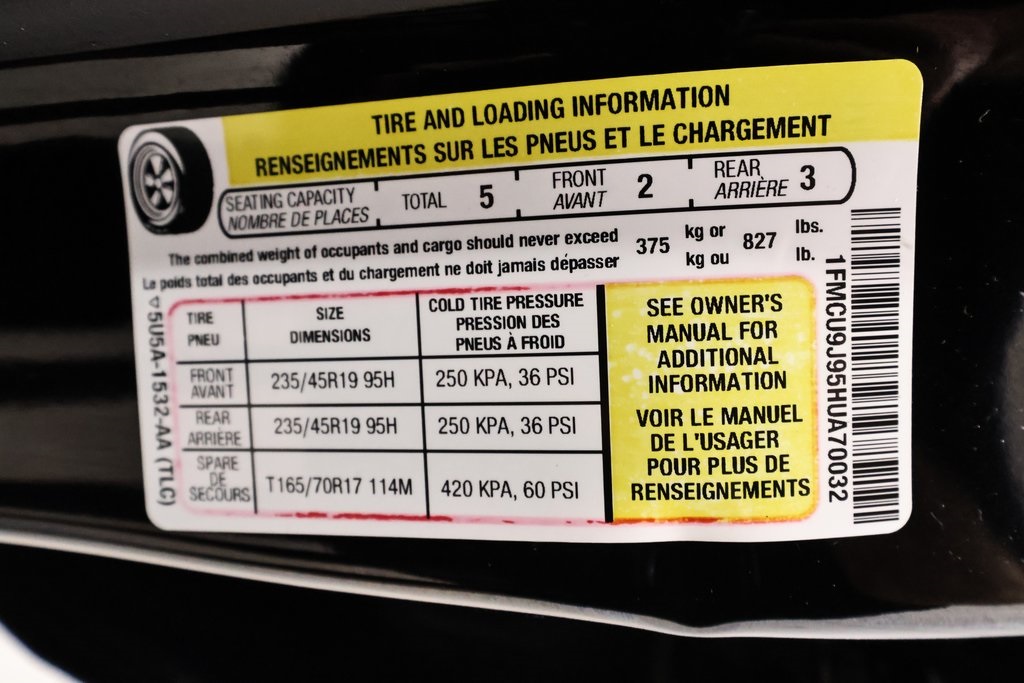 TIRE AND LOADING INFORMATION
RENSEIGNEMENTS SUR LES PNEUS ET LE CHARGEMENT
SEATING CAPACITY
NOMBRE DE PLACES
TOTAL 5
FRONT
AVANT
2
REAR
ARRIÈRE
3
The combined weight of occupants and cargo should never exceed
Le poids total des occupants et du chargement ne doit jamais dépasser
375
kg or
kg ou
827
lbs.
lb.
TIRE
PNEU
SIZE
DIMENSIONS
COLD TIRE PRESSURE
PRESSION DES
PNEUS À FROID
FRONT
AVANT
235/45R19 95H
250 KPA, 36 PSI
REAR
ARRIÈRE
235/45R19 95H
250 KPA, 36 PSI
SPARE
DE
SECOURS
T165/70R17 114M
420 KPA, 60 PSI
SEE OWNER'S
MANUAL FOR
ADDITIONAL
INFORMATION
VOIR LE MANUEL
DE L'USAGER
POUR PLUS DE
RENSEIGNEMENTS
5U5A-1532-AA (TLC)
1FMCU9J95HUA70032